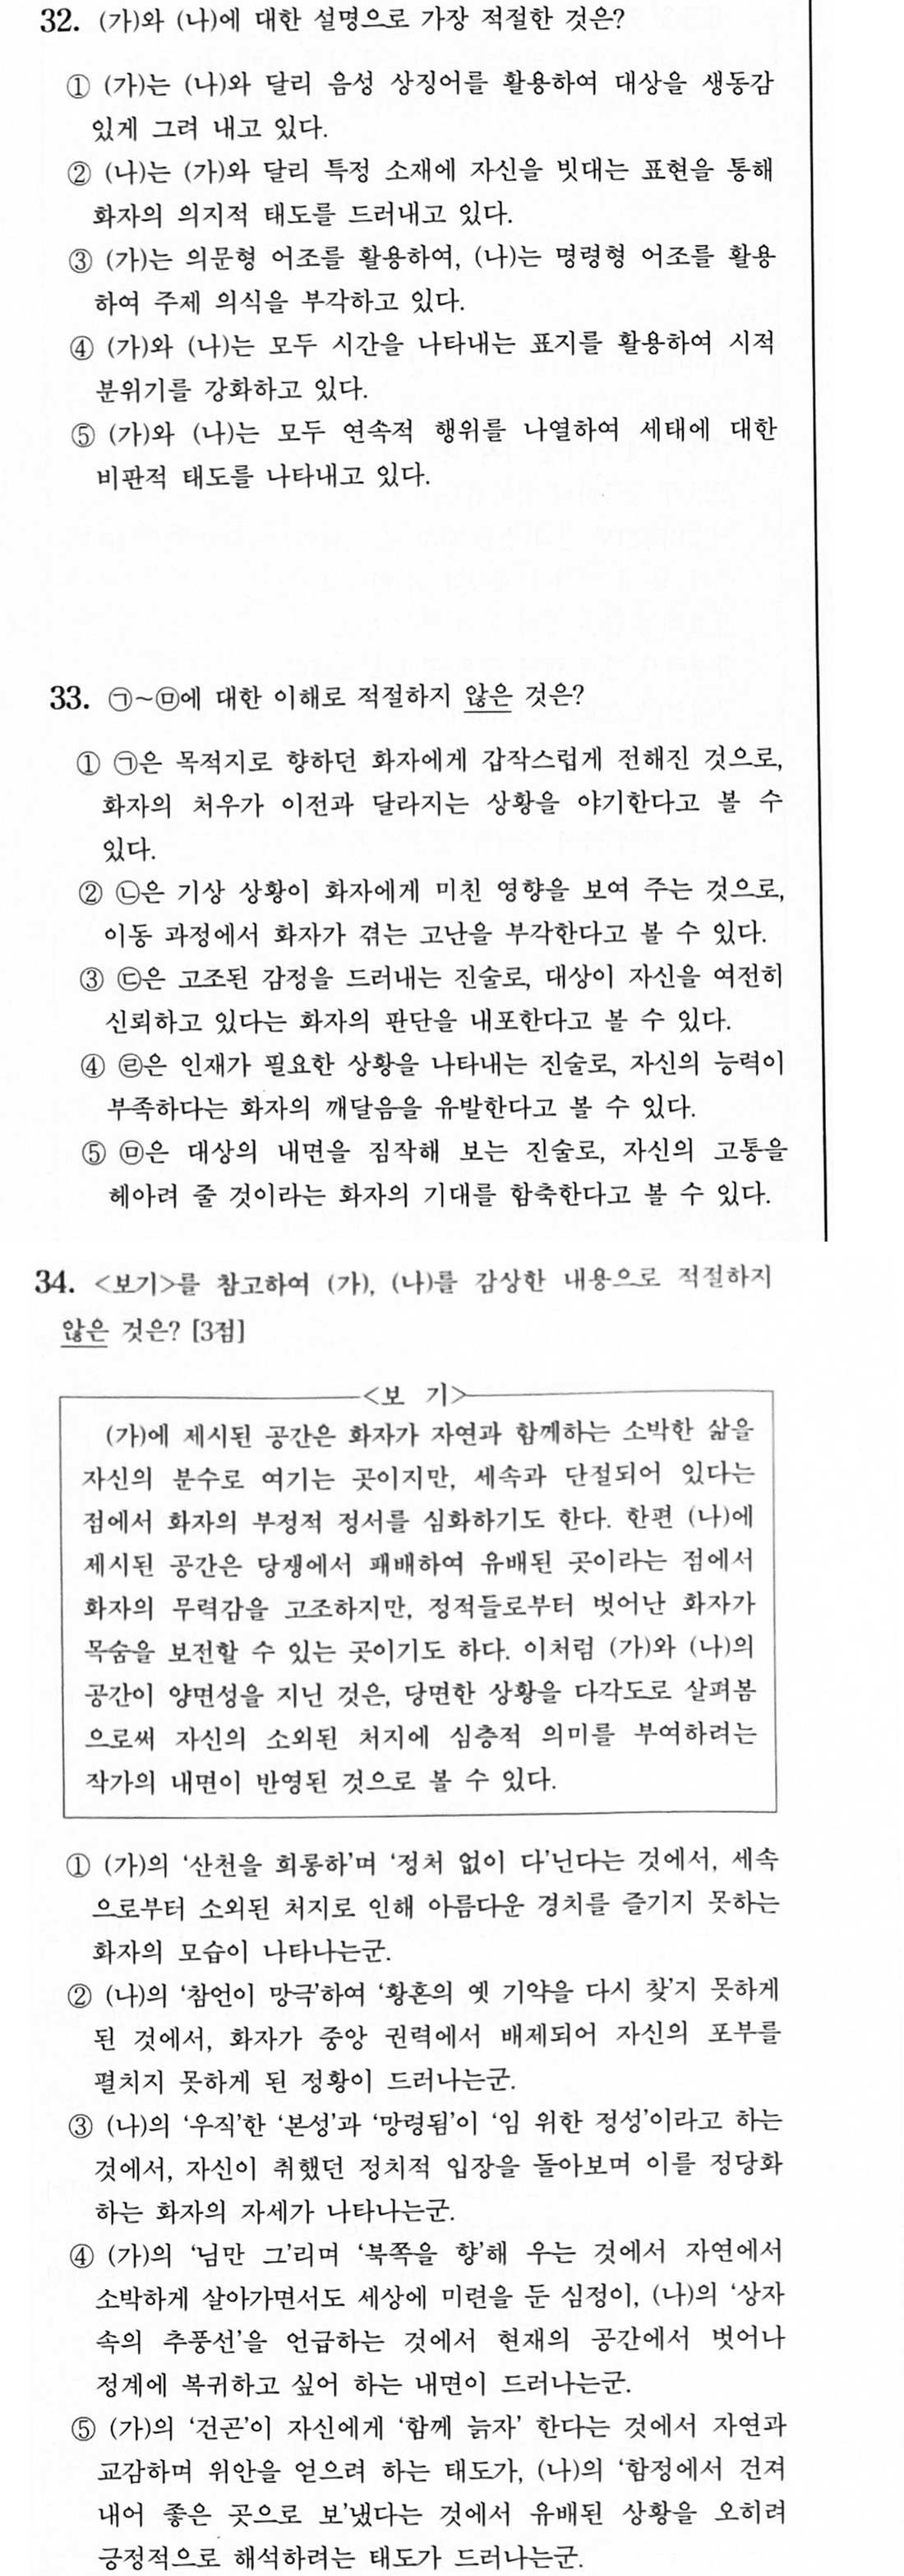 32. (가)와 (나)에 대한 설명으로 가장 적절한 것은?
① (가)는 (나)와 달리 음성 상징어를 활용하여 대상을 생동감
있게 그려 내고 있다.
② (나)는 (가)와 달리 특정 소재에 자신을 빗대는 표현을 통해
화자의 의지적 태도를 드러내고 있다.
③ (가)는 의문형 어조를 활용하여, (나)는 명령형 어조를 활용
하여 주제 의식을 부각하고 있다.
④ (가)와 (나)는 모두 시간을 나타내는 표지를 활용하여 시적
분위기를 강화하고 있다.
⑤ (가)와 (나)는 모두 연속적 행위를 나열하여 세태에 대한
비판적 태도를 나타내고 있다.
33. ㉠~㉤에 대한 이해로 적절하지 않은 것은?
① ㉠은 목적지로 향하던 화자에게 갑작스럽게 전해진 것으로,
화자의 처우가 이전과 달라지는 상황을 야기한다고 볼 수
있다.
② ㉡은 기상 상황이 화자에게 미친 영향을 보여 주는 것으로,
이동 과정에서 화자가 겪는 고난을 부각한다고 볼 수 있다.
③ ㉢은 고조된 감정을 드러내는 진술로, 대상이 자신을 여전히
신뢰하고 있다는 화자의 판단을 내포한다고 볼 수 있다.
④ ㉣은 인재가 필요한 상황을 나타내는 진술로, 자신의 능력이
부족하다는 화자의 깨달음을 유발한다고 볼 수 있다.
⑤ ㉤은 대상의 내면을 짐작해 보는 진술로, 자신의 고통을
헤아려 줄 것이라는 화자의 기대를 함축한다고 볼 수 있다.
34. <보기>를 참고하여 (가), (나)를 감상한 내용으로 적절하지
않은 것은? [3점]
<보 기>
(가)에 제시된 공간은 화자가 자연과 함께하는 소박한 삶을
자신의 분수로 여기는 곳이지만, 세속과 단절되어 있다는
점에서 화자의 부정적 정서를 심화하기도 한다. 한편 (나)에
제시된 공간은 당쟁에서 패배하여 유배된 곳이라는 점에서
화자의 무력감을 고조하지만, 정적들로부터 벗어난 화자가
목숨을 보전할 수 있는 곳이기도 하다. 이처럼 (가)와 (나)의
공간이 양면성을 지닌 것은, 당면한 상황을 다각도로 살펴봄
으로써 자신의 소외된 처지에 심층적 의미를 부여하려는
작가의 내면이 반영된 것으로 볼 수 있다.
① (가)의 ‘산천을 희롱하’며 ‘정처 없이 다’닌다는 것에서, 세속
으로부터 소외된 처지로 인해 아름다운 경치를 즐기지 못하는
화자의 모습이 나타나는군.
② (나)의 ‘참언이 망극’하여 ‘황혼의 옛 기약을 다시 찾’지 못하게
된 것에서, 화자가 중앙 권력에서 배제되어 자신의 포부를
펼치지 못하게 된 정황이 드러나는군.
③ (나)의 ‘우직’한 ‘본성’과 ‘망령됨’이 ‘임 위한 정성’이라고 하는
것에서, 자신이 취했던 정치적 입장을 돌아보며 이를 정당화
하는 화자의 자세가 나타나는군.
④ (가)의 ‘님만 그’리며 ‘북쪽을 향’해 우는 것에서 자연에서
소박하게 살아가면서도 세상에 미련을 둔 심정이, (나)의 ‘상자
속의 추풍선’을 언급하는 것에서 현재의 공간에서 벗어나
정계에 복귀하고 싶어 하는 내면이 드러나는군.
⑤ (가)의 ‘건곤’이 자신에게 ‘함께 늙자’ 한다는 것에서 자연과
교감하며 위안을 얻으려 하는 태도가, (나)의 ‘함정에서 건져
내어 좋은 곳으로 보’냈다는 것에서 유배된 상황을 오히려
긍정적으로 해석하려는 태도가 드러나는군.